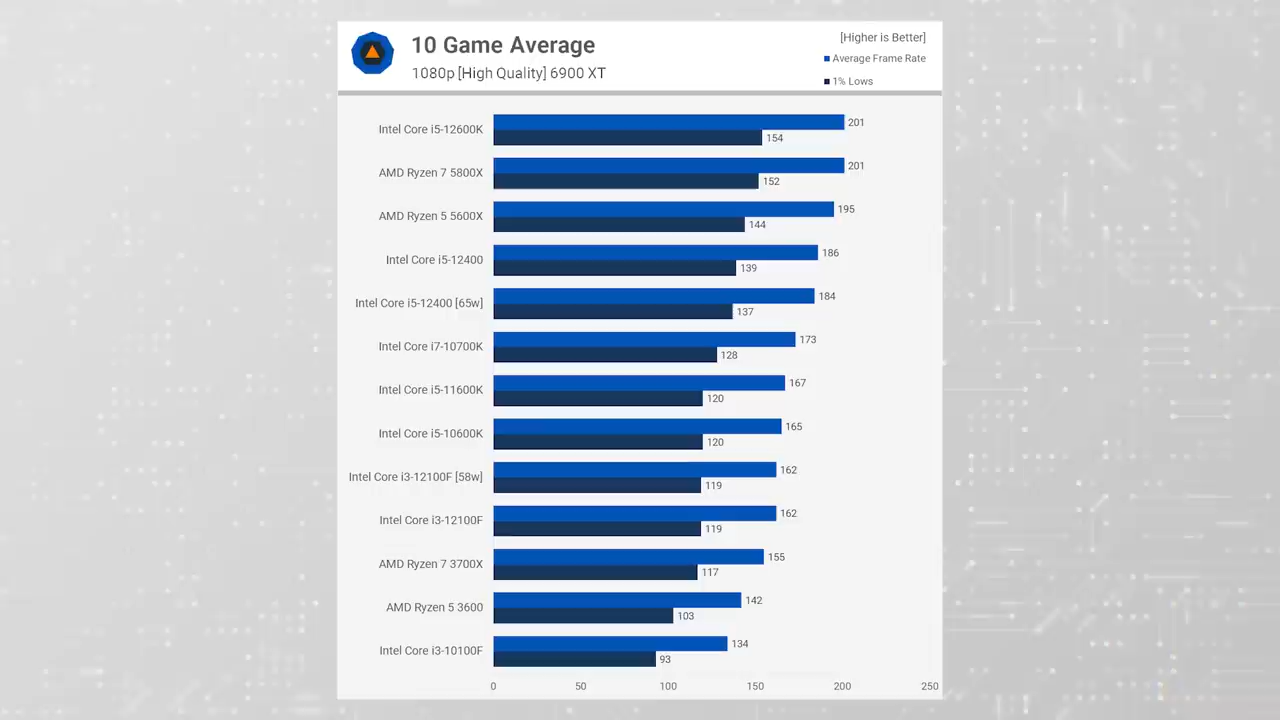 10 Game Average
1080p [High Quality] 6900 XT
[Higher is Better]
Average Frame Rate
1% Lows
Intel Core i5-12600K 201
154
AMD Ryzen 7 5800X 201
152
AMD Ryzen 5 5600X 195
144
Intel Core i5-12400 186
139
Intel Core i5-12400 [65w] 184
137
Intel Core i7-10700K 173
128
Intel Core i5-11600K 167
120
Intel Core i5-10600K 165
120
Intel Core i3-12100F [58w] 162
119
Intel Core i3-12100F 162
119
AMD Ryzen 7 3700X 155
117
AMD Ryzen 5 3600 142
103
Intel Core i3-10100F 134
93
0 50 100 150 200 250